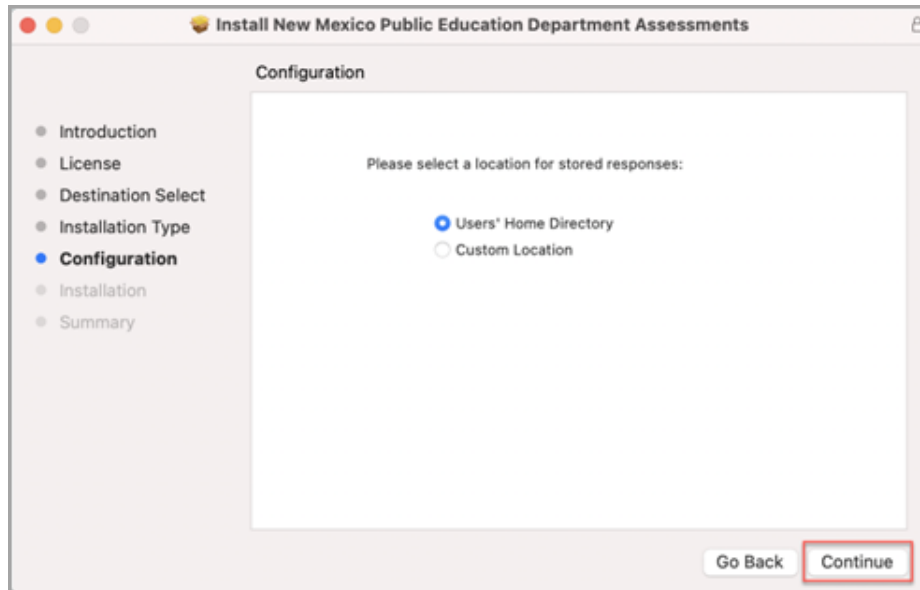 Install New Mexico Public Education Department Assessments
Configuration
Introduction
License
Destination Select
Installation Type
Configuration
Installation
Summary
Please select a location for stored responses:
Users' Home Directory
Custom Location
Go Back
Continue